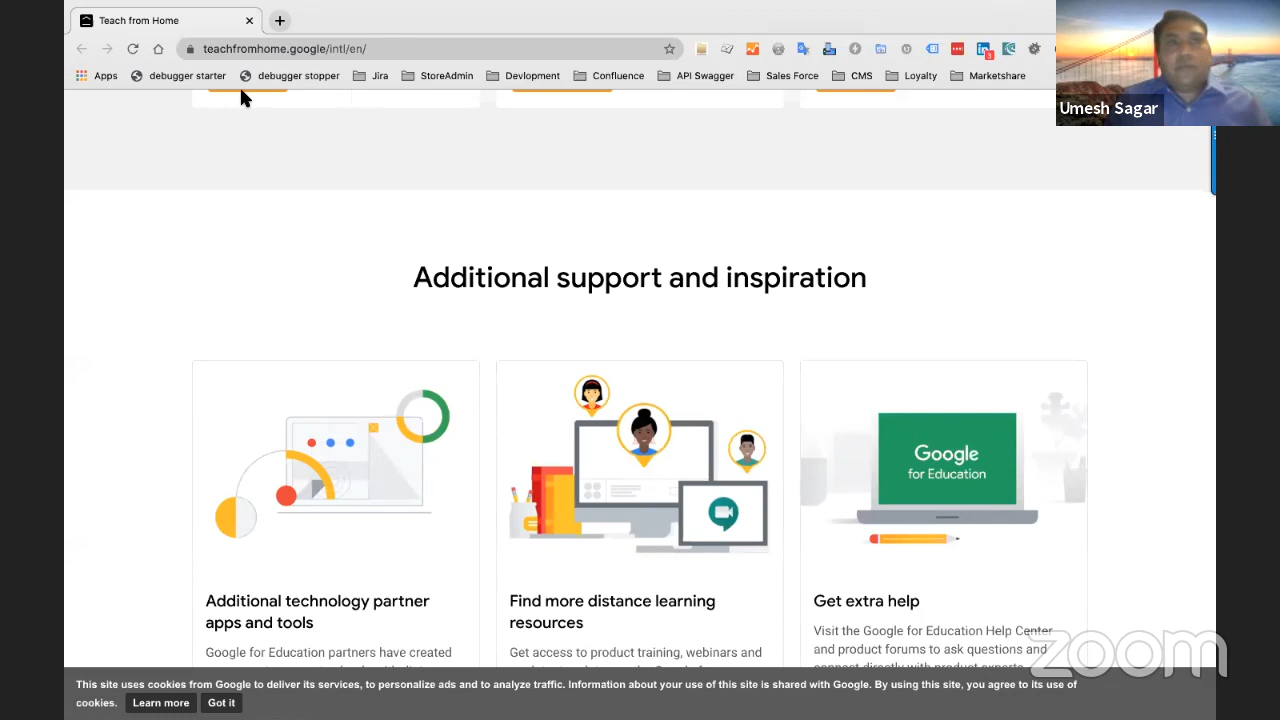 Teach from Home
teachfromhome.google/intl/en/
3
Apps debugger starter debugger stopper Jira StoreAdmin Devlopment Confluence API Swagger Sales Force CMS Loyalty Marketshare
Umesh Sagar
Additional support and inspiration
Google
for Education
Additional technology partner
apps and tools
Google for Education partners have created
Find more distance learning
resources
Get access to product training, webinars and
Get extra help
Visit the Google for Education Help Center
and product forums to ask questions and
connect directly with product experts
zoom
This site uses cookies from Google to deliver its services, to personalize ads and to analyze traffic. Information about your use of this site is shared with Google. By using this site, you agree to its use of
cookies. Learn more Got it